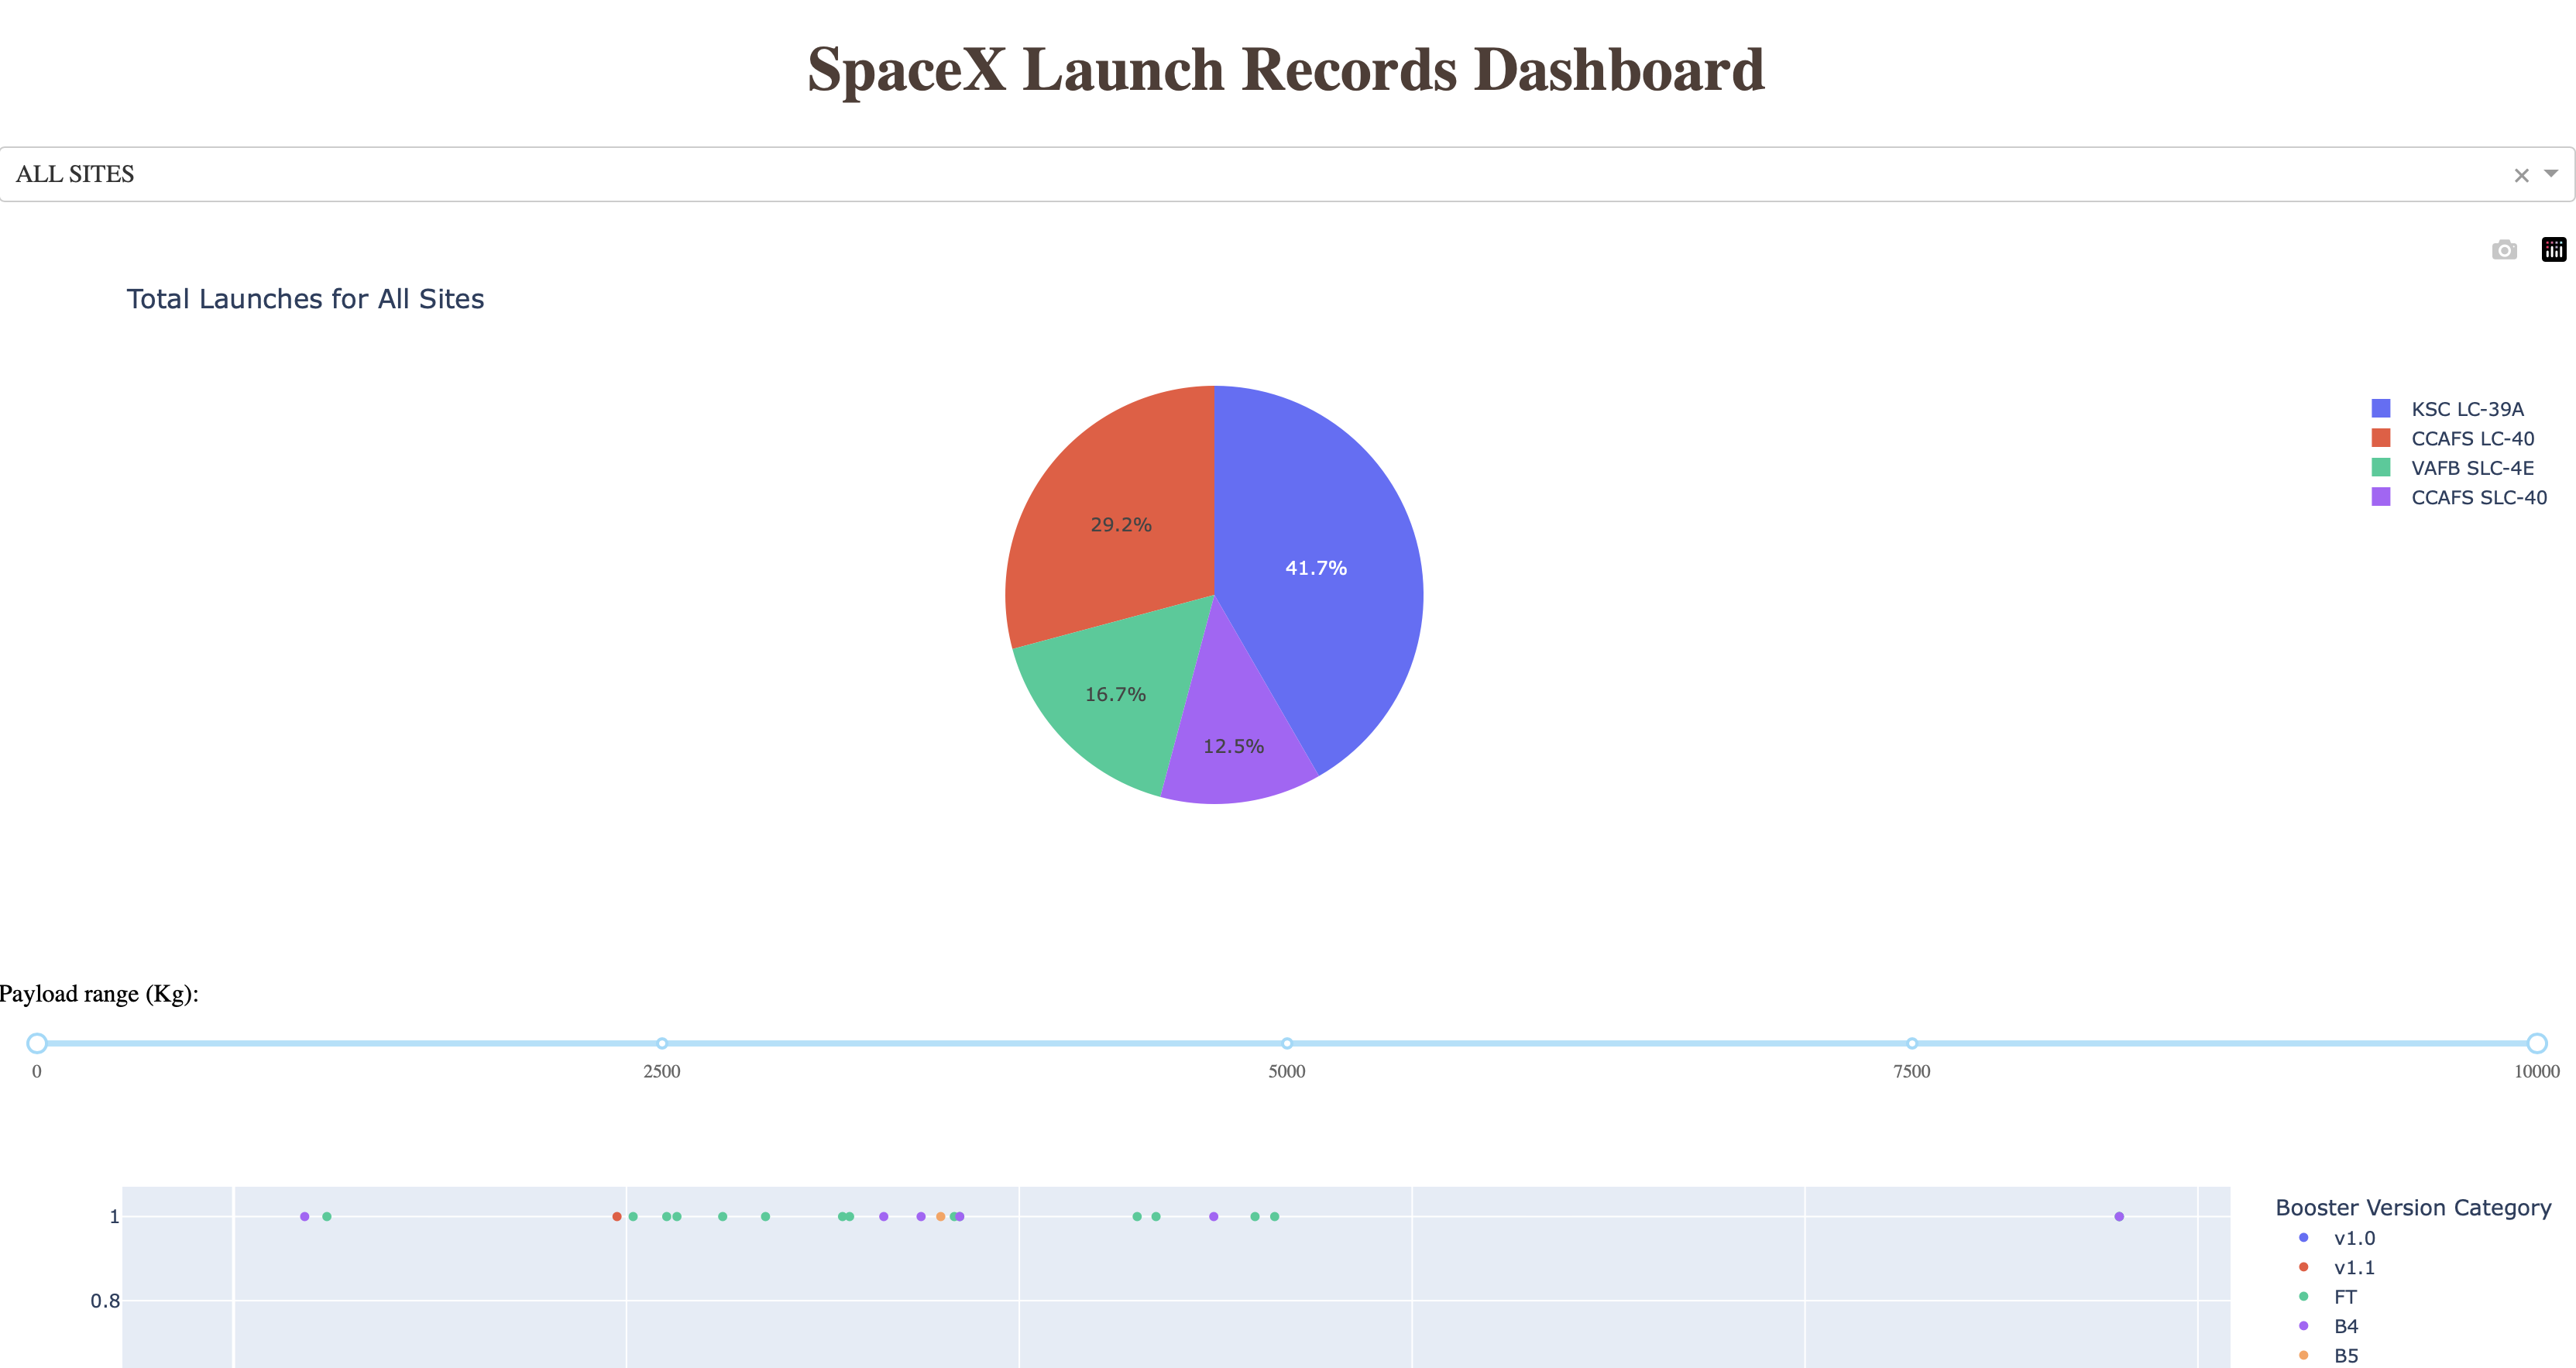 SpaceX Launch Records Dashboard
ALL SITES
Total Launches for All Sites
KSC LC-39A
CCAFS LC-40
VAFB SLC-4E
CCAFS SLC-40
29.2%
41.7%
16.7%
12.5%
Payload range (Kg):
0 2500 5000 7500 10000
1
0.8
Booster Version Category
v1.0
v1.1
FT
B4
B5